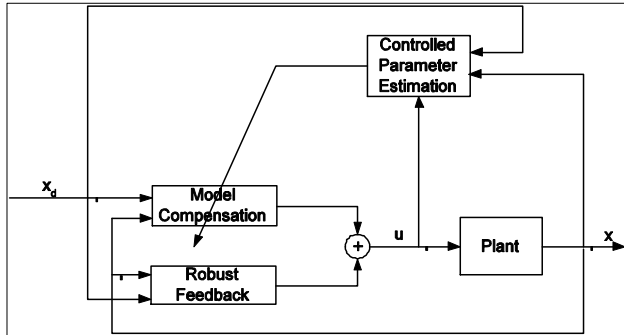 Controlled
Parameter
Estimation
x_d
Model
Compensation
+
u
Plant
x
Robust
Feedback